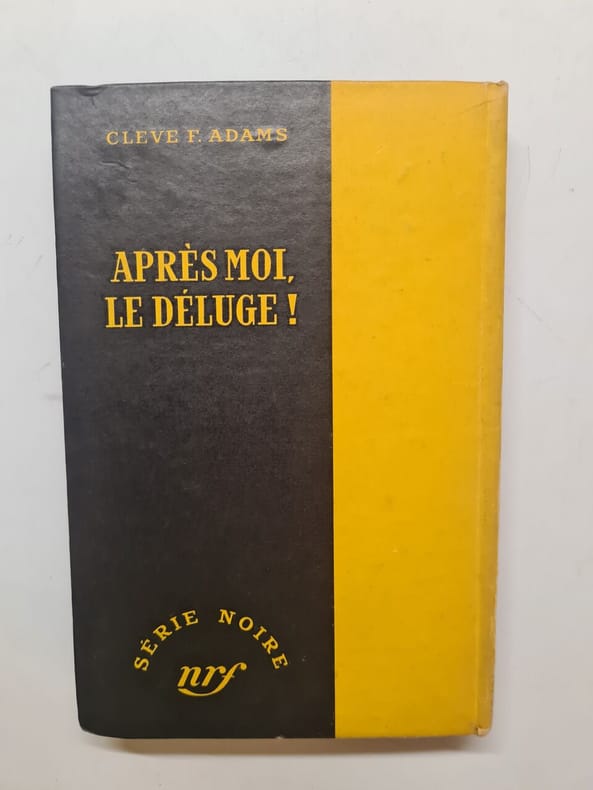 CLEVE F. ADAMS
APRÈS MOI,
LE DÉLUGE !
SÉRIE NOIRE
nrf